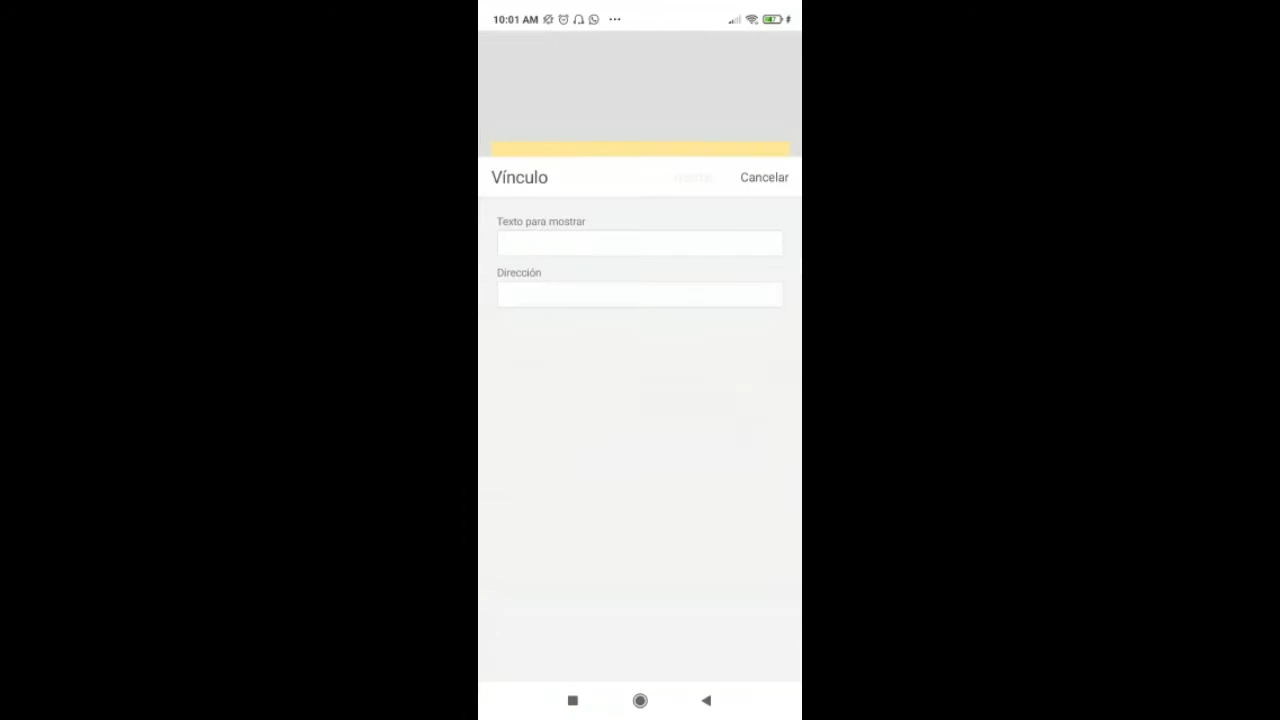 10:01 AM
Vínculo
Cancelar
Texto para mostrar
Dirección